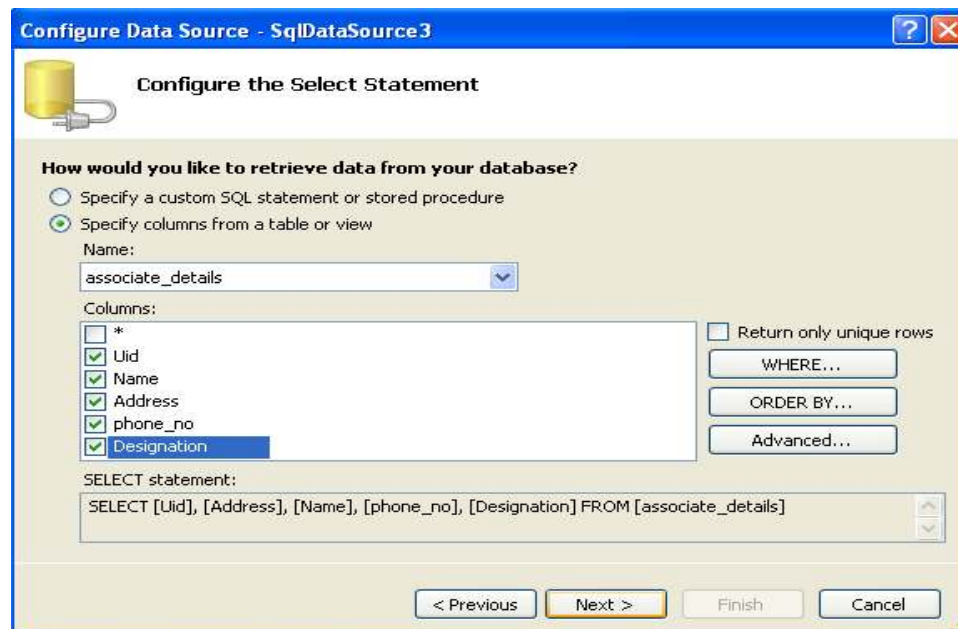 Configure Data Source - SqlDataSource3
Configure the Select Statement
How would you like to retrieve data from your database?
Specify a custom SQL statement or stored procedure
Specify columns from a table or view
Name:
associate_details
Columns:
*
Uid
Name
Address
phone_no
Designation
Return only unique rows
WHERE...
ORDER BY...
Advanced...
SELECT statement:
SELECT [Uid], [Address], [Name], [phone_no], [Designation] FROM [associate_details]
< Previous
Next >
Finish
Cancel